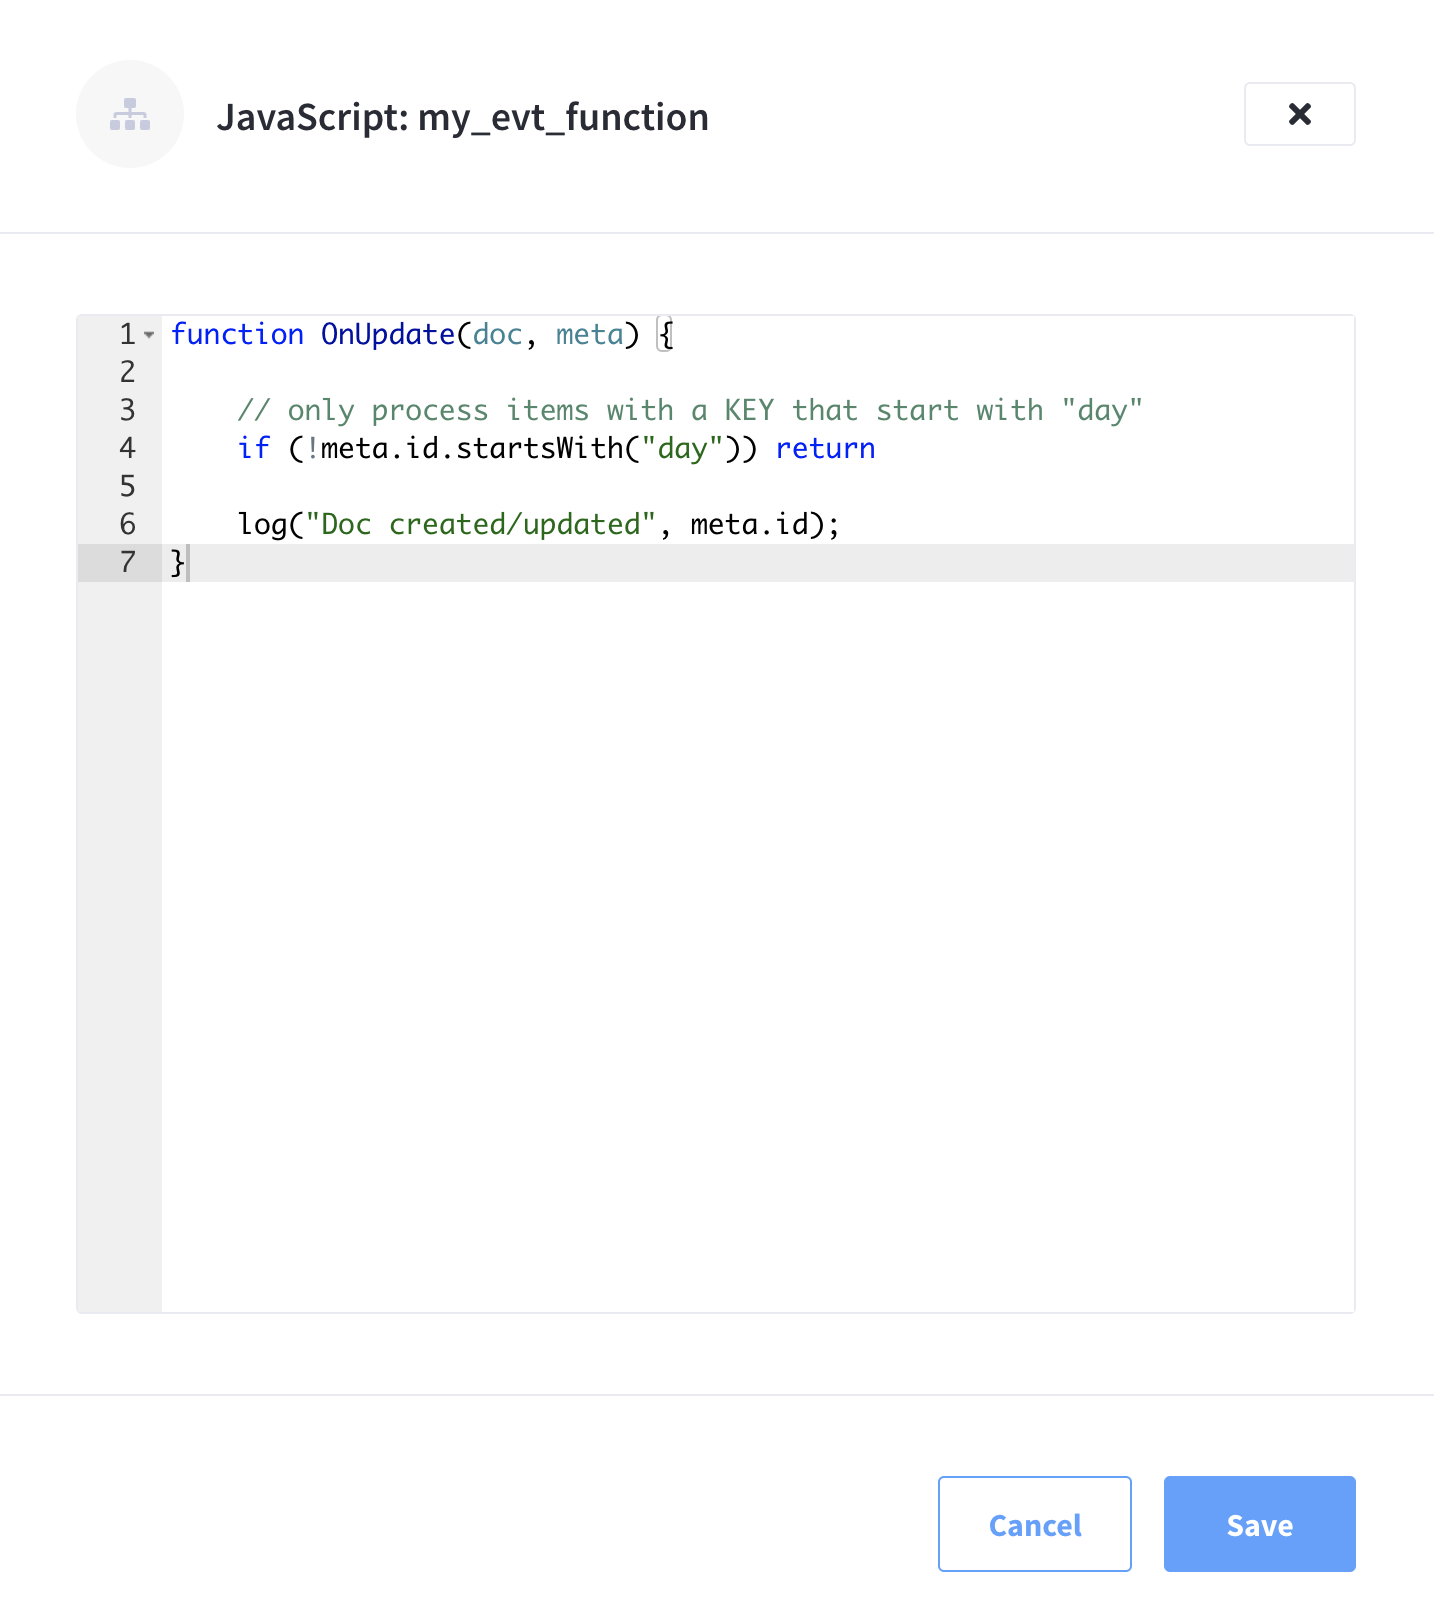 JavaScript: my_evt_function
1 function OnUpdate(doc, meta) {
2
3     // only process items with a KEY that start with "day"
4     if (!meta.id.startsWith("day")) return
5
6     log("Doc created/updated", meta.id);
7 }
Cancel
Save